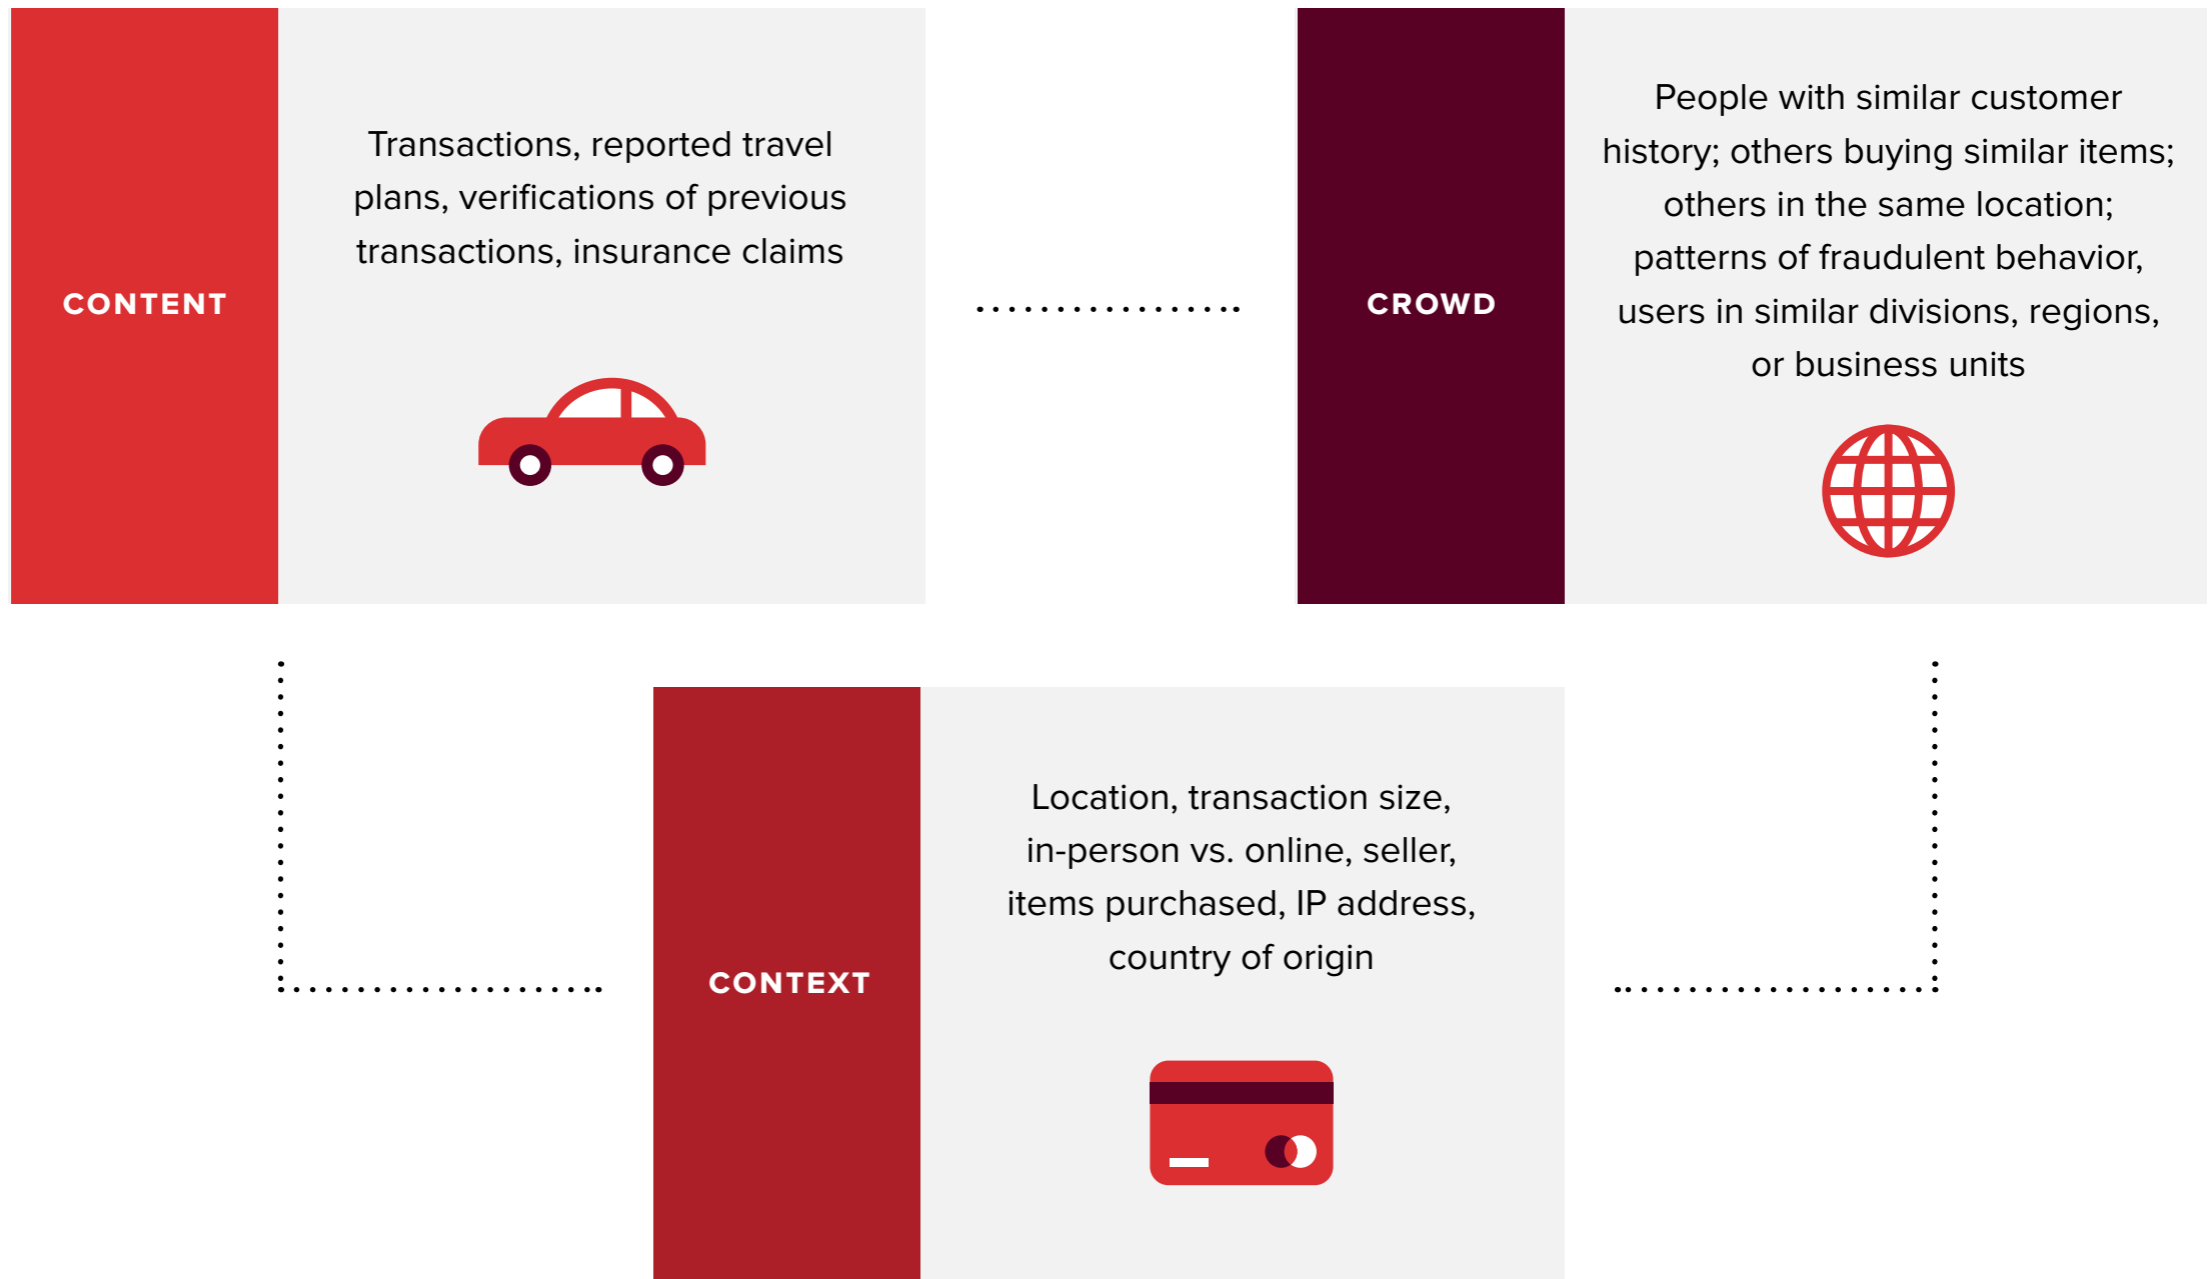 CONTENT
Transactions, reported travel
plans, verifications of previous
transactions, insurance claims
CROWD
People with similar customer
history; others buying similar items;
others in the same location;
patterns of fraudulent behavior,
users in similar divisions, regions,
or business units
CONTEXT
Location, transaction size,
in-person vs. online, seller,
items purchased, IP address,
country of origin